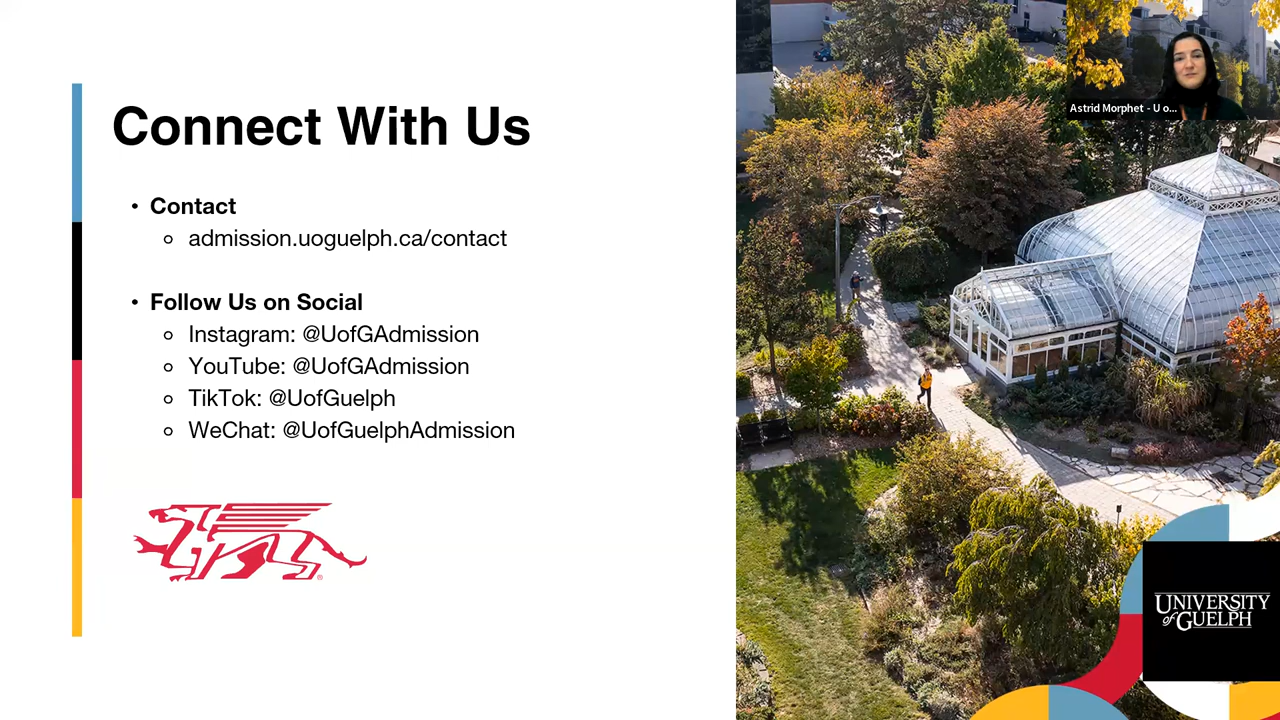 Connect With Us
• Contact
admission.uoguelph.ca/contact
• Follow Us on Social
Instagram: @UofGAdmission
YouTube: @UofGAdmission
TikTok: @UofGuelph
WeChat: @UofGuelphAdmission
Astrid Morphet - U o...
UNIVERSITY
of GUELPH